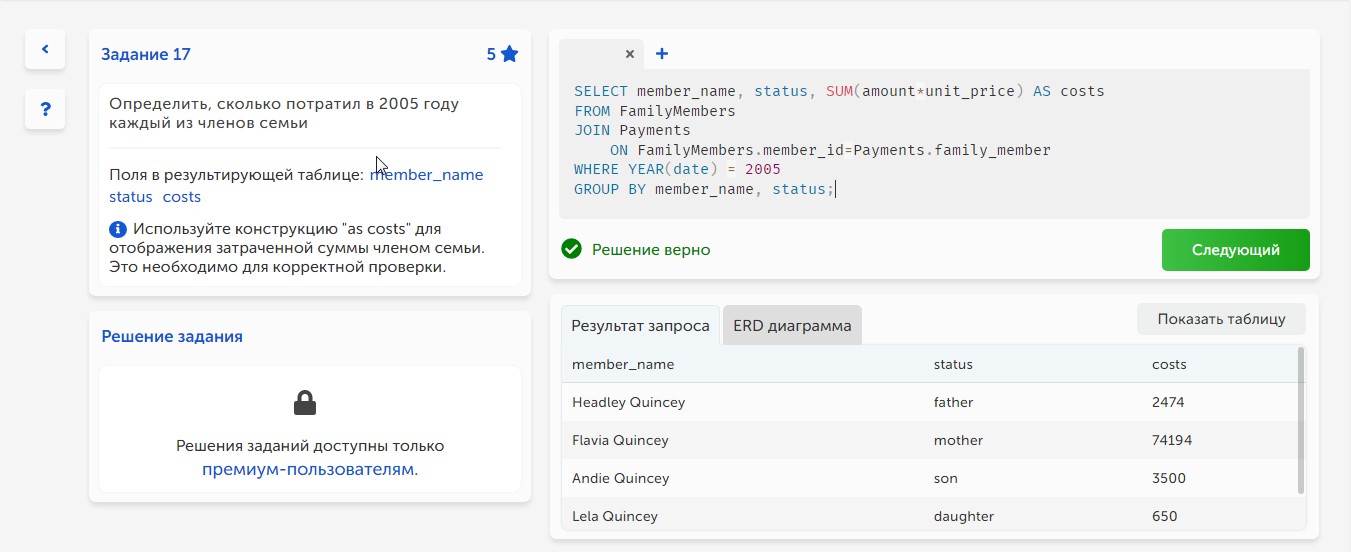 Задание 17
5
Определить, сколько потратил в 2005 году
каждый из членов семьи
Поля в результирующей таблице: member_name
status costs
Используйте конструкцию "as costs" для
отображения затраченной суммы членом семьи.
Это необходимо для корректной проверки.
Решение задания
Решения заданий доступны только
премиум-пользователям.
SELECT member_name, status, SUM(amount*unit_price) AS costs
FROM FamilyMembers
JOIN Payments
ON FamilyMembers.member_id=Payments.family_member
WHERE YEAR(date) = 2005
GROUP BY member_name, status;
Решение верно
Следующий
Результат запроса
ERD диаграмма
Показать таблицу
member_name status costs
Headley Quincey father 2474
Flavia Quincey mother 74194
Andie Quincey son 3500
Lela Quincey daughter 650